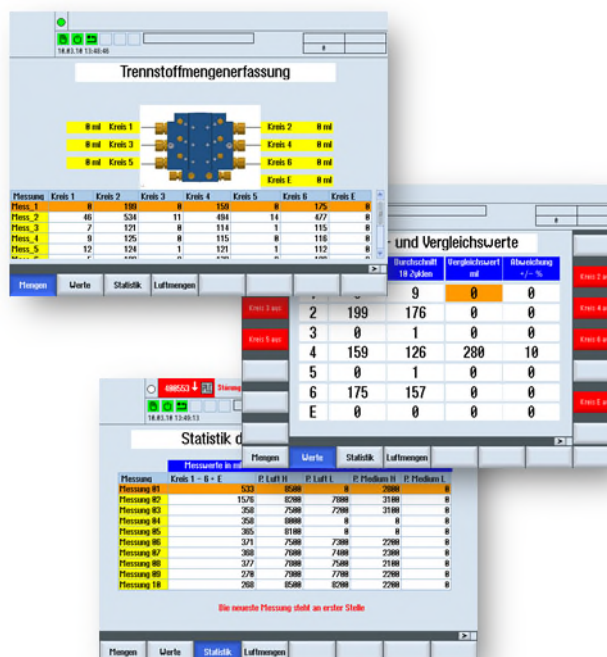 10.03.10 13:48:46
0
Trennstoffmengenerfassung
0 ml Kreis 1 Kreis 2 0 ml
0 ml Kreis 3 Kreis 4 0 ml
0 ml Kreis 5 Kreis 6 0 ml
Kreis E 0 ml
Messung Kreis 1 Kreis 2 Kreis 3 Kreis 4 Kreis 5 Kreis 6 Kreis E
Mess_1 0 199 0 159 0 175 0
Mess_2 46 534 11 494 14 477 0
Mess_3 7 121 0 114 1 115 0
Mess_4 9 125 0 115 0 116 0
Mess_5 12 124 1 121 1 112 0
Mengen Werte Statistik Luftmengen
0
- und Vergleichswerte
Durchschnitt Vergleichswert Abweichung
10 Zyklen ml +/- %
9 0 0
2 199 176 0 0
3 0 1 0 0
4 159 126 280 10
5 0 1 0 0
6 175 157 0 0
E 0 0 0 0
Kreis 3 aus
Kreis 5 aus
Kreis 2 a
Kreis 4 a
Kreis 6 a
Kreis E a
Mengen Werte Statistik Luftmengen
400553 Störung
10.03.10 13:49:13
Statistik d
Messwerte in m
Messung Kreis 1 - 6 + E P. Luft H P. Luft L P. Medium H P. Medium L
Messung 01 533 8500 0 2800 0
Messung 02 1576 8200 7800 3100 0
Messung 03 358 7500 7200 3100 0
Messung 04 358 8000 0 0 0
Messung 05 365 8100 0 0 0
Messung 06 371 7500 7300 2200 0
Messung 07 368 7600 7400 2300 0
Messung 08 377 7800 7500 2100 0
Messung 09 270 7900 7700 2200 0
Messung 10 268 8500 8200 2200 0
Die neueste Messung steht an erster Stelle
Mengen Werte Statistik Luftmengen